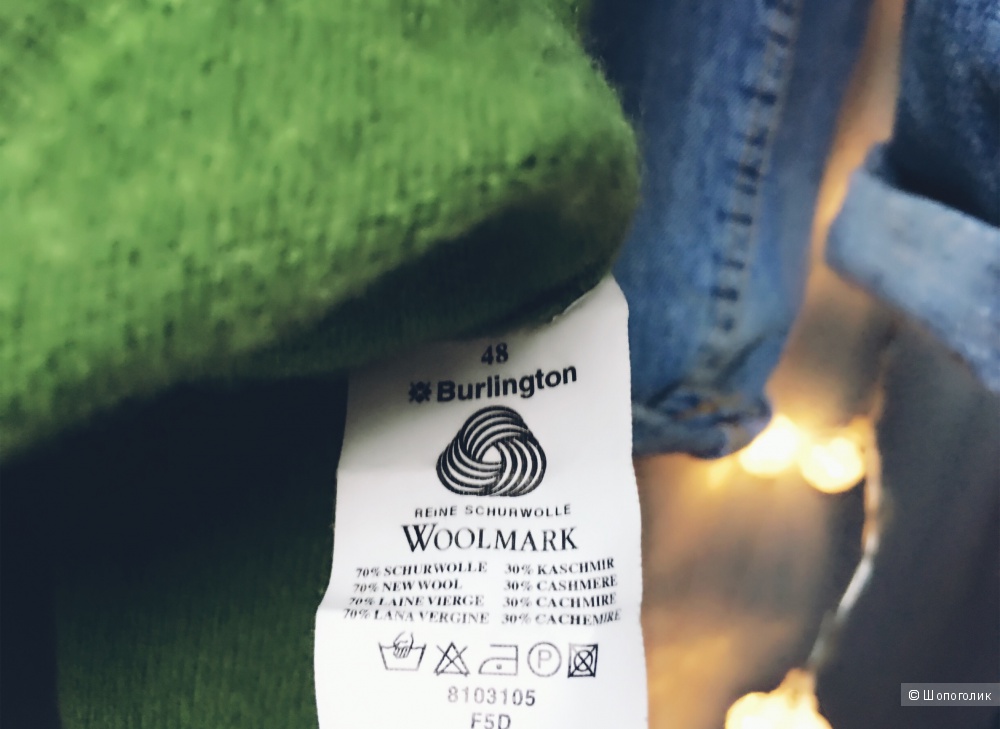 48
Burlington
REINE SCHURWOLLE
WOOLMARK
70% SCHURWOLLE 30% KASCHMIR
70% NEW WOOL 30% CASHMERE
70% LAINE VIERGE 30% CACHMIRE
70% LANA VERGINE 30% CACHEMIRE
P
8103105
F5D
© Шопоголик